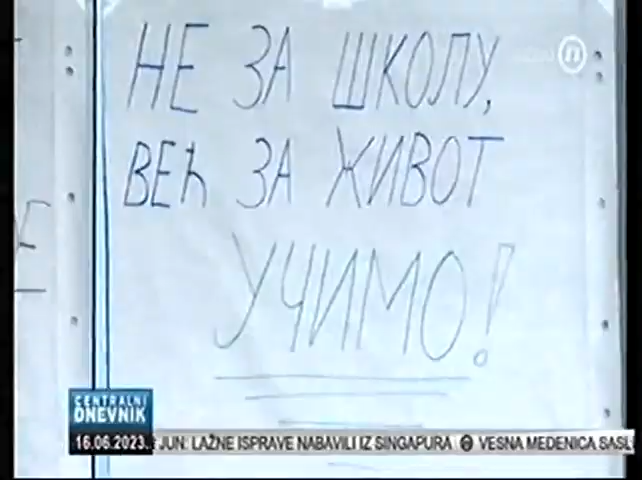 НЕ ЗА ШКОЛУ,
ВЕЋ ЗА ЖИВОТ
УЧИМО!
CENTRALNI
DNEVNIK
16.06.2023. JUN: LAŽNE ISPRAVE NABAVILI IZ SINGAPURA VESNA MEDENICA